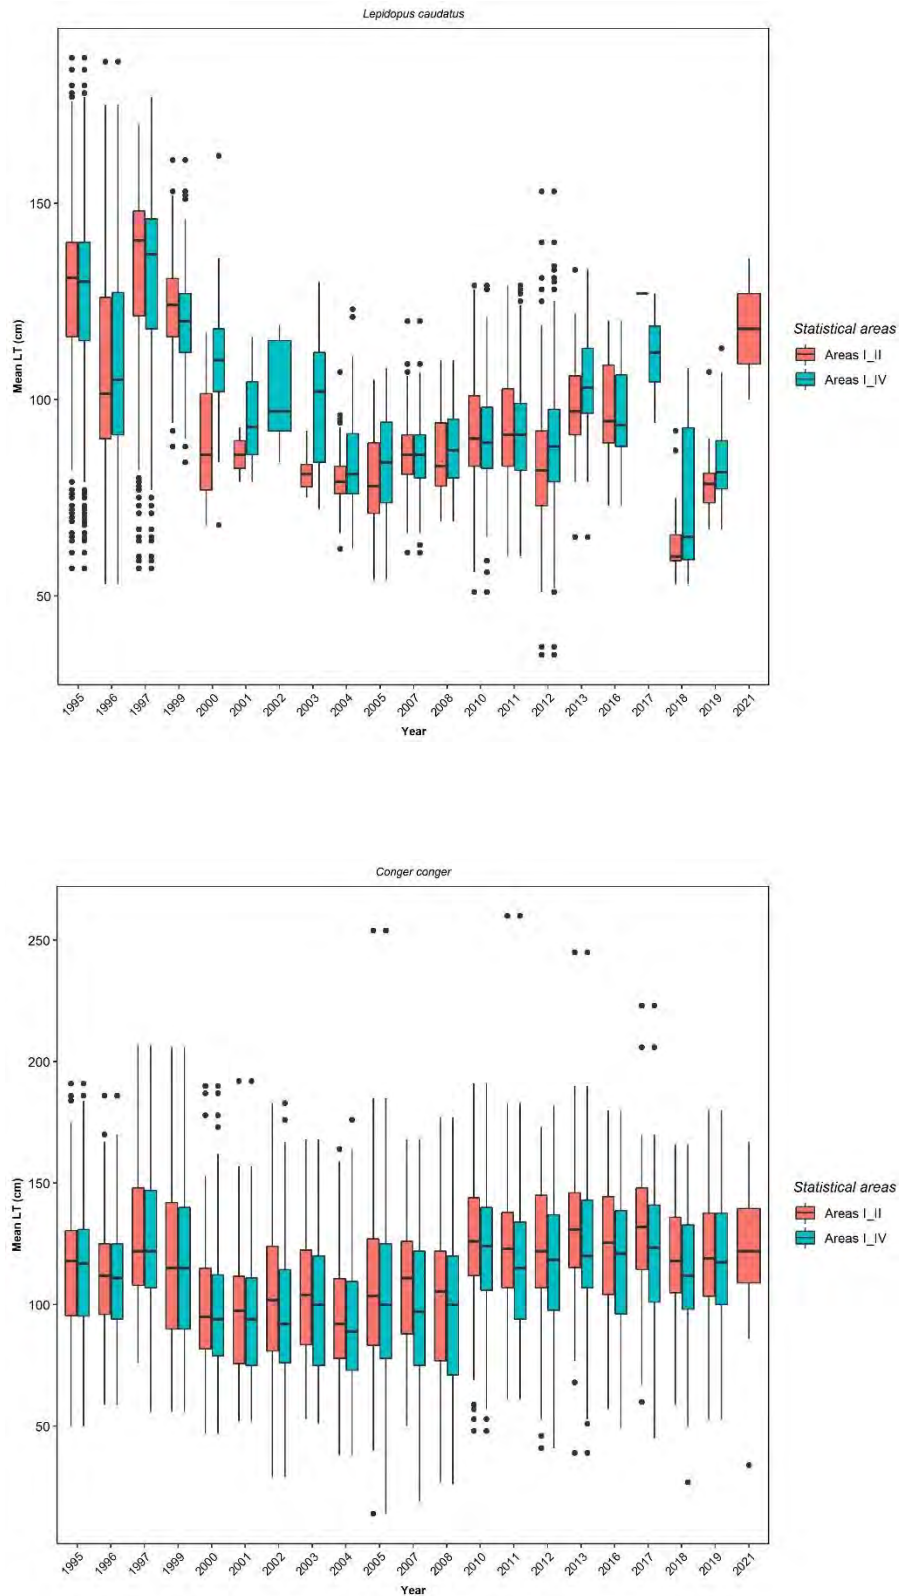 Lepidopus caudatus
150
100
50
Mean LT (cm)
1995 1996 1997 1999 2000 2001 2002 2003 2004 2005 2007 2008 2010 2011 2012 2013 2016 2017 2018 2019 2021
Year
Statistical areas
Areas I_II
Areas I_IV
Conger conger
250
200
150
100
50
Mean LT (cm)
1995 1996 1997 1999 2000 2001 2002 2003 2004 2005 2007 2008 2010 2011 2012 2013 2016 2017 2018 2019 2021
Year
Statistical areas
Areas I_II
Areas I_IV